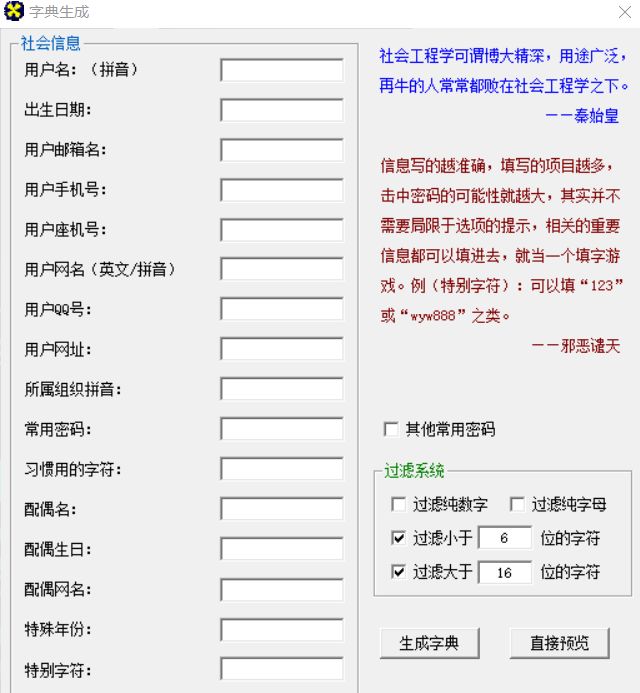 字典生成
社会信息
用户名：（拼音）
出生日期：
用户邮箱名：
用户手机号：
用户座机号：
用户网名（英文/拼音）
用户QQ号：
用户网址：
所属组织拼音：
常用密码：
习惯用的字符：
配偶名：
配偶生日：
配偶网名：
特殊年份：
特别字符：
社会工程学可谓博大精深，用途广泛，
再牛的人常常都败在社会工程学之下。
——秦始皇
信息写的越准确，填写的项目越多，
击中密码的可能性就越大，其实并不
需要局限于选项的提示，相关的重要
信息都可以填进去，就当一个填字游
戏。例（特别字符）：可以填“123”
或“wyw888”之类。
——邪恶谴天
其他常用密码
过滤系统
过滤纯数字 过滤纯字母
过滤小于 6 位的字符
过滤大于 16 位的字符
生成字典 直接预览